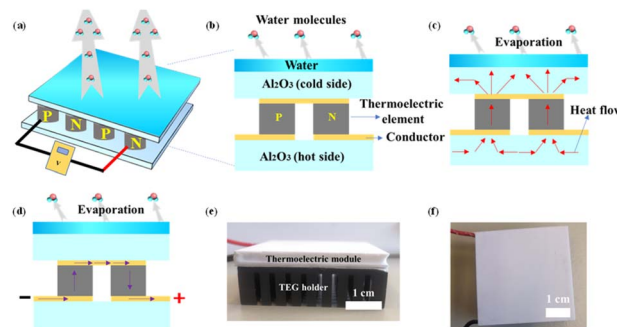 (a)
P
N
P
N
V
(b)
Water molecules
Water
Al₂O₃ (cold side)
P
N
Thermoelectric
element
Conductor
Al₂O₃ (hot side)
(c)
Evaporation
Heat flow
(d)
Evaporation
−
+
(e)
Thermoelectric module
TEG holder
1 cm
(f)
1 cm